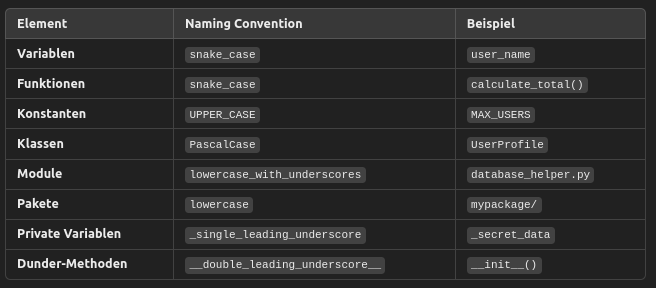 Element Naming Convention Beispiel
Variablen snake_case user_name
Funktionen snake_case calculate_total()
Konstanten UPPER_CASE MAX_USERS
Klassen PascalCase UserProfile
Module lowercase_with_underscores database_helper.py
Pakete lowercase mypackage/
Private Variablen _single_leading_underscore _secret_data
Dunder-Methoden __double_leading_underscore__ __init__()